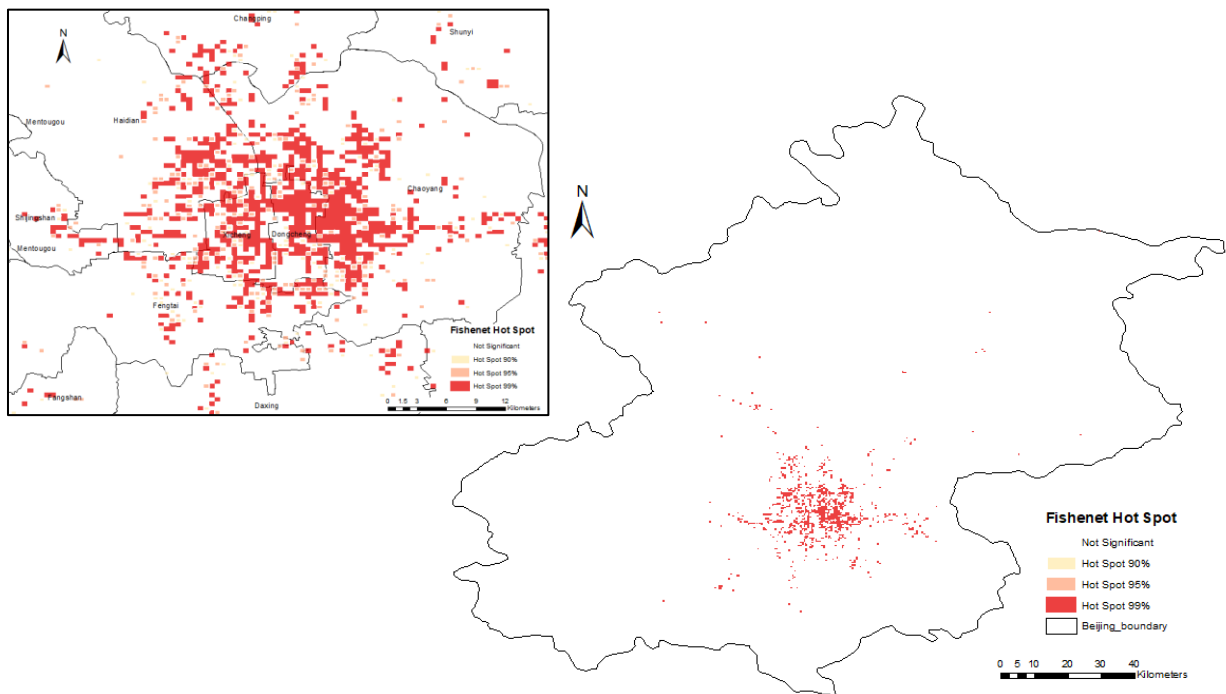 Changping
Shunyi
N
Mentougou
Haidian
Chaoyang
Shijingshan
Xicheng
Dongcheng
Mentougou
Fengtai
Fangshan
Daxing
Fishenet Hot Spot
Not Significant
Hot Spot 90%
Hot Spot 95%
Hot Spot 99%
0 1.5 3 6 9 12
Kilometers
N
Fishenet Hot Spot
Not Significant
Hot Spot 90%
Hot Spot 95%
Hot Spot 99%
Beijing_boundary
0 5 10 20 30 40
Kilometers